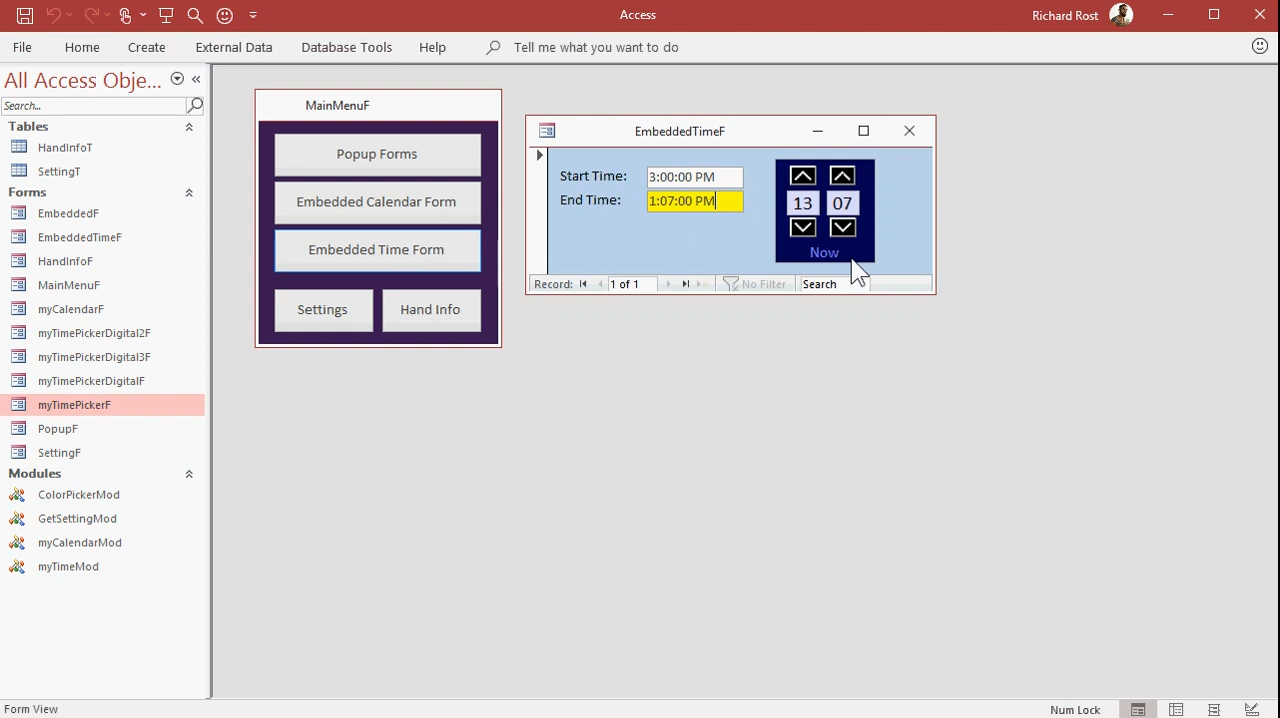 Access
Richard Rost
File Home Create External Data Database Tools Help Tell me what you want to do
All Access Obje...
Search...
Tables
HandInfoT
SettingT
Forms
EmbeddedF
EmbeddedTimeF
HandInfoF
MainMenuF
myCalendarF
myTimePickerDigital2F
myTimePickerDigital3F
myTimePickerDigitalF
myTimePickerF
PopupF
SettingF
Modules
ColorPickerMod
GetSettingMod
myCalendarMod
myTimeMod
MainMenuF
Popup Forms
Embedded Calendar Form
Embedded Time Form
Settings Hand Info
EmbeddedTimeF
Start Time: 3:00:00 PM
End Time: 1:07:00 PM
13 07
Now
Record: 1 of 1 No Filter Search
Form View Num Lock